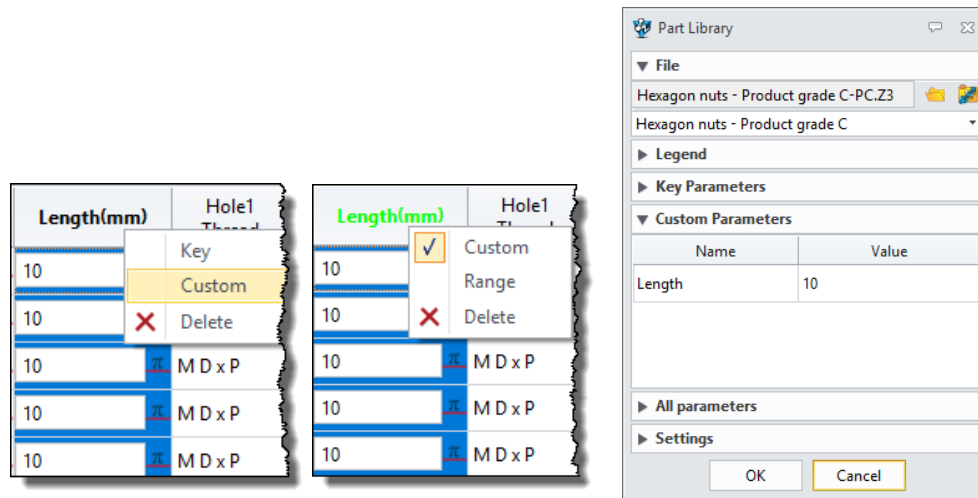 Length(mm)
Hole1
Key
10
Custom
10
Delete
10
π
M D x P
10
π
M D x P
10
π
M D x P
Length(mm)
Hole1
Custom
10
Range
10
Delete
10
π
M D x P
10
π
M D x P
10
π
M D x P
Part Library
File
Hexagon nuts - Product grade C-PC.Z3
Hexagon nuts - Product grade C
Legend
Key Parameters
Custom Parameters
Name Value
Length 10
All parameters
Settings
OK Cancel